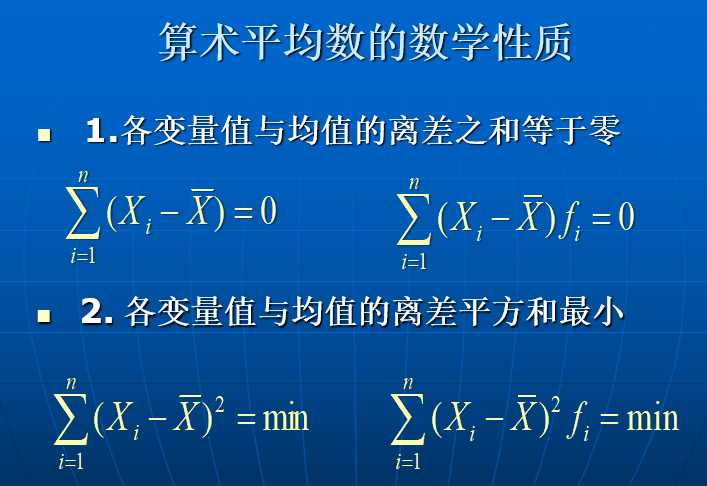 算术平均数的数学性质
1.各变量值与均值的离差之和等于零
$\sum_{i=1}^{n}(X_i-\overline{X})=0$ $\sum_{i=1}^{n}(X_i-\overline{X})f_i=0$
2. 各变量值与均值的离差平方和最小
$\sum_{i=1}^{n}(X_i-\overline{X})^2=\min$ $\sum_{i=1}^{n}(X_i-\overline{X})^2f_i=\min$